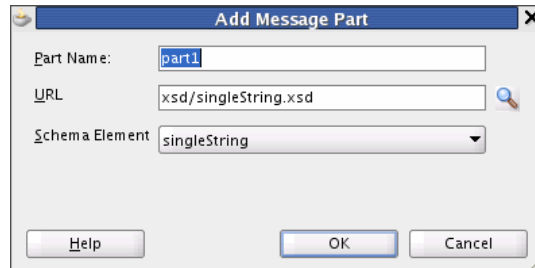 Add Message Part
Part Name: part1
URL xsd/singleString.xsd
Schema Element singleString
Help OK Cancel